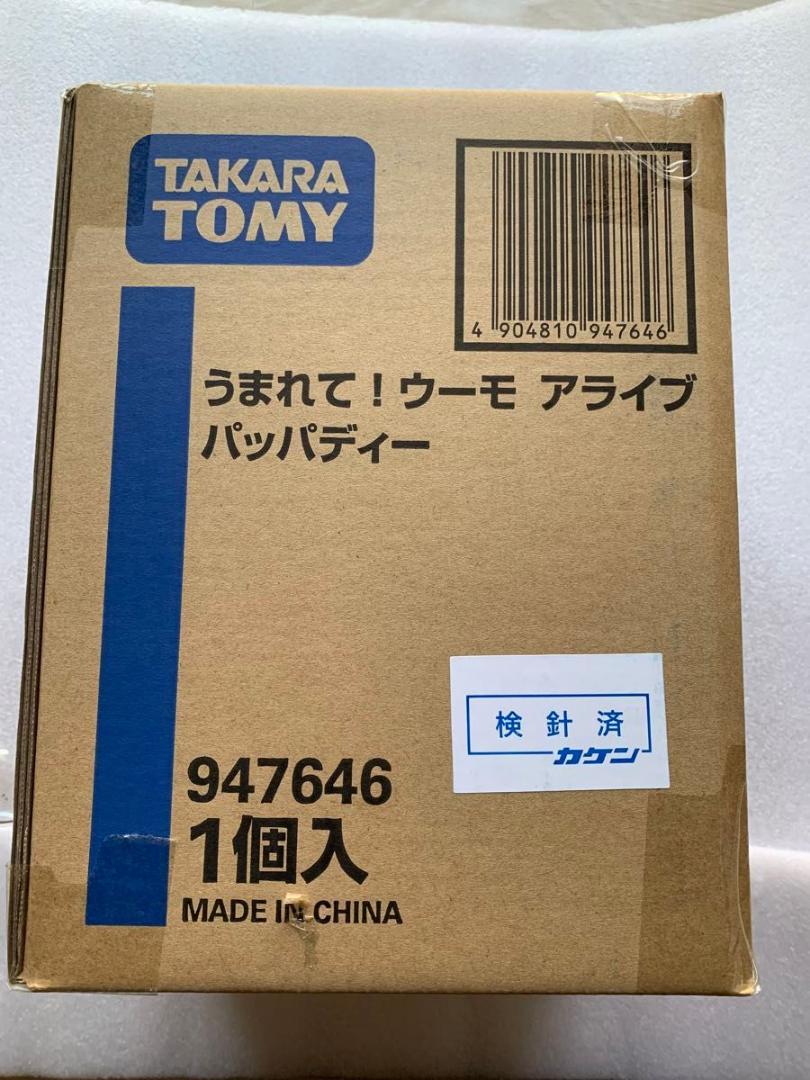 TAKARA
TOMY
4 904810 947646
うまれて！ウーモ アライブ
パッパディー
検針済
カケン
947646
1個入
MADE IN CHINA